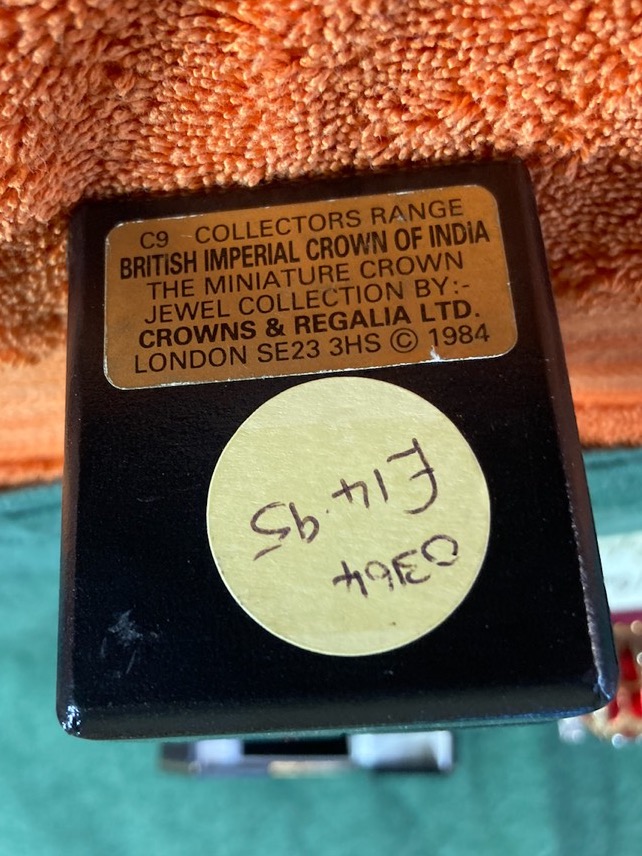 C9 COLLECTORS RANGE
BRITISH IMPERIAL CROWN OF INDIA
THE MINIATURE CROWN
JEWEL COLLECTION BY:-
CROWNS & REGALIA LTD.
LONDON SE23 3HS © 1984
0364
£14.95